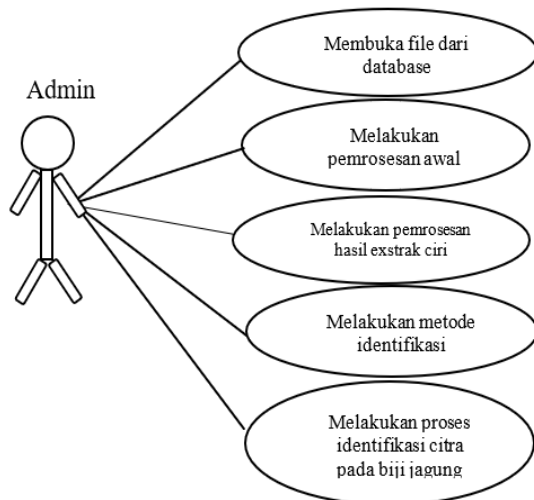 Membuka file dari
database
Admin
Melakukan
pemrosesan awal
Melakukan pemrosesan
hasil exstrak ciri
Melakukan metode
identifikasi
Melakukan proses
identifikasi citra
pada biji jagung